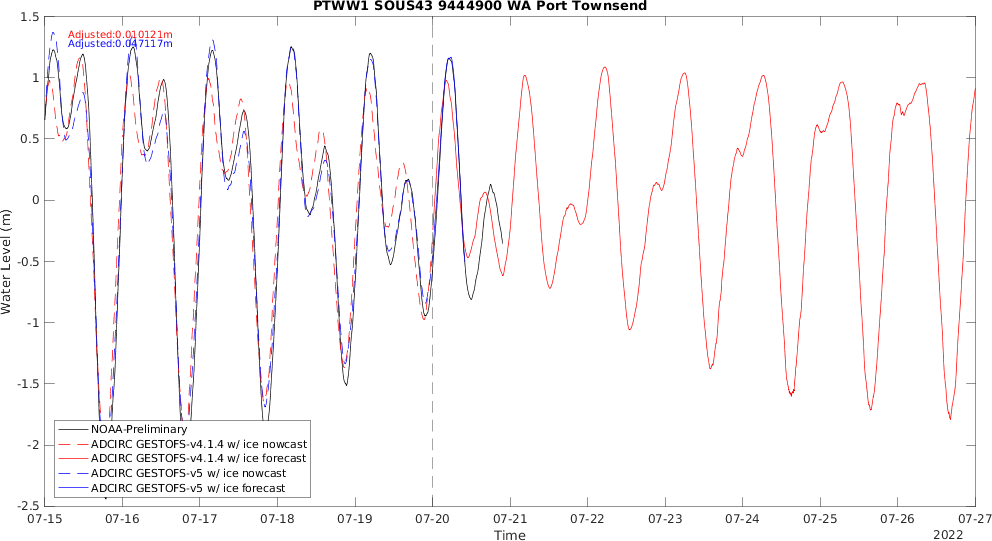 PTWW1 SOUS43 9444900 WA Port Townsend
Adjusted:0.010121m
Adjusted:0.047117m
1.5
1
0.5
0
-0.5
-1
-1.5
-2
-2.5
Water Level (m)
NOAA-Preliminary
ADCIRC GESTOFS-v4.1.4 w/ ice nowcast
ADCIRC GESTOFS-v4.1.4 w/ ice forecast
ADCIRC GESTOFS-v5 w/ ice nowcast
ADCIRC GESTOFS-v5 w/ ice forecast
07-15 07-16 07-17 07-18 07-19 07-20 07-21 07-22 07-23 07-24 07-25 07-26 07-27
Time
2022